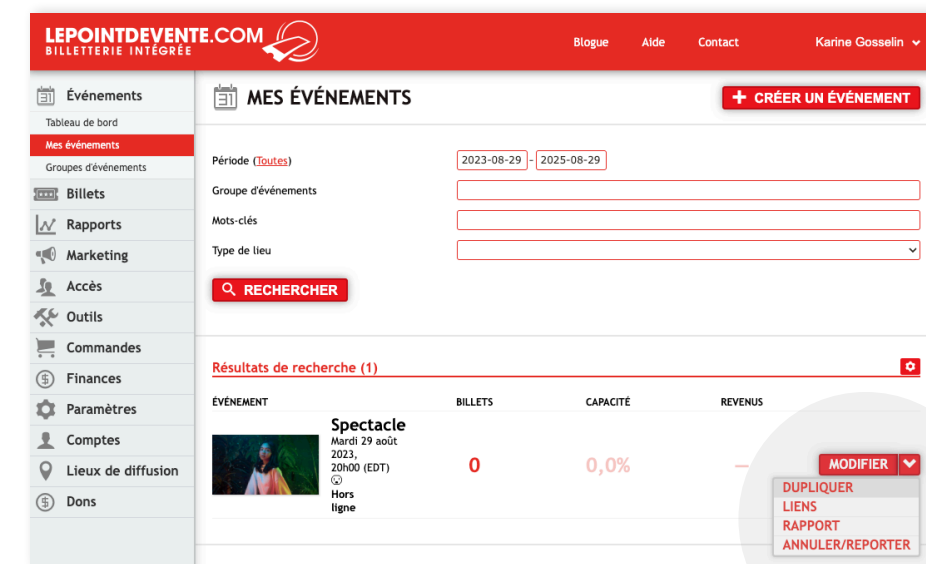 LEPOINTDEVENTE.COM
BILLETTERIE INTÉGRÉE
Blogue Aide Contact Karine Gosselin
Événements
Tableau de bord
Mes événements
Groupes d'événements
Billets
Rapports
Marketing
Accès
Outils
Commandes
Finances
Paramètres
Comptes
Lieux de diffusion
Dons
MES ÉVÉNEMENTS
+ CRÉER UN ÉVÉNEMENT
Période (Toutes) 2023-08-29 - 2025-08-29
Groupe d'événements
Mots-clés
Type de lieu
RECHERCHER
Résultats de recherche (1)
ÉVÉNEMENT BILLETS CAPACITÉ REVENUS
Spectacle
Mardi 29 août
2023,
20h00 (EDT)
Hors
ligne
0 0,0% —
MODIFIER
DUPLIQUER
LIENS
RAPPORT
ANNULER/REPORTER